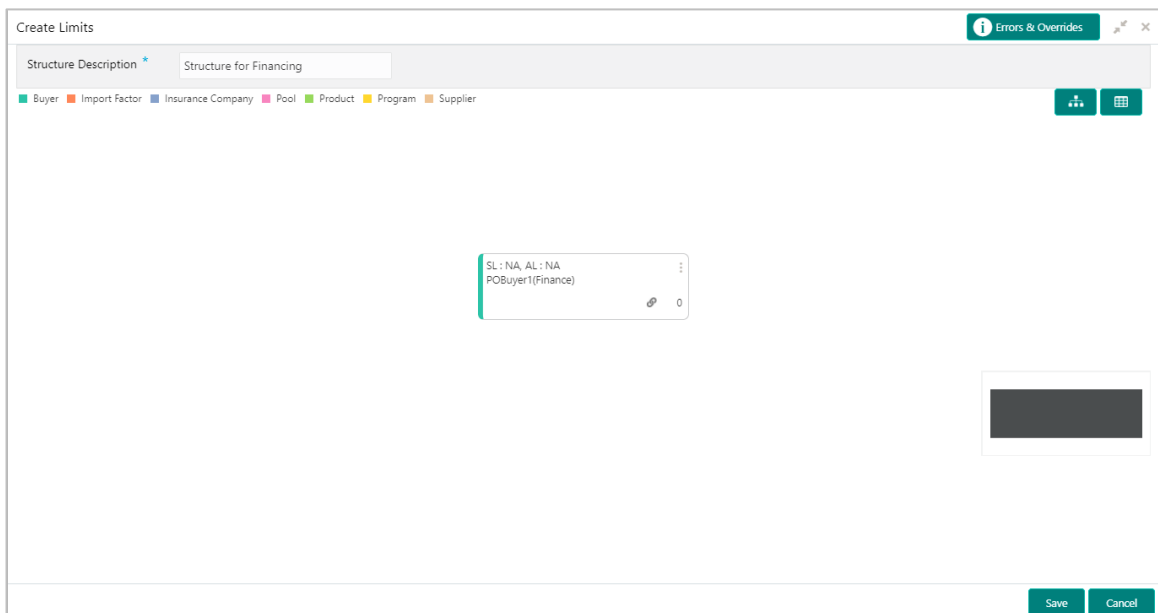 Create Limits
Errors & Overrides
Structure Description *
Structure for Financing
Buyer Import Factor Insurance Company Pool Product Program Supplier
SL : NA, AL : NA
POBuyer1(Finance)
0
Save Cancel